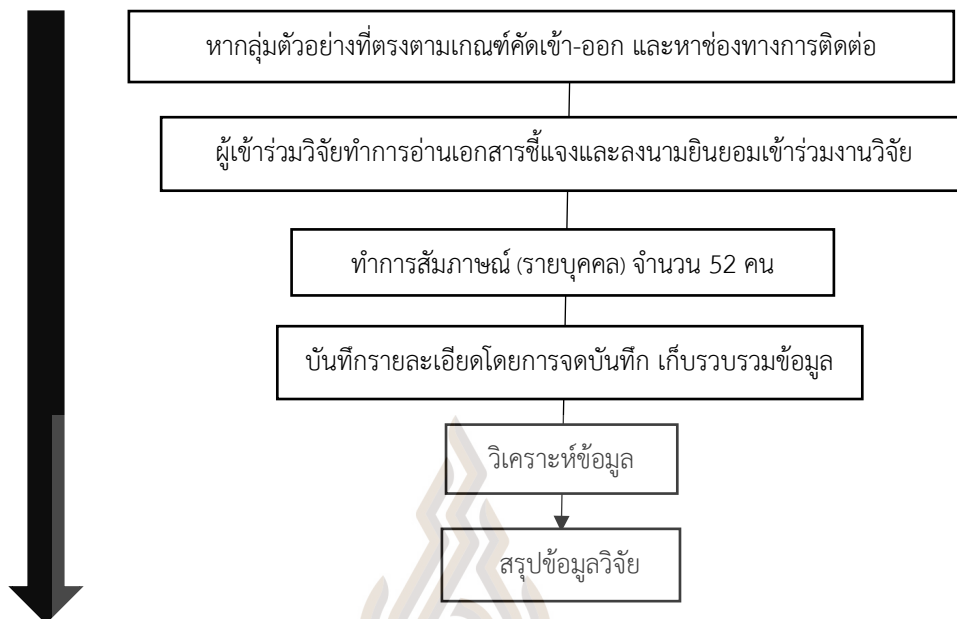 หากลุ่มตัวอย่างที่ตรงตามเกณฑ์คัดเข้า-ออก และหาช่องทางการติดต่อ
ผู้เข้าร่วมวิจัยทำการอ่านเอกสารชี้แจงและลงนามยินยอมเข้าร่วมงานวิจัย
ทำการสัมภาษณ์ (รายบุคคล) จำนวน 52 คน
บันทึกรายละเอียดโดยการจดบันทึก เก็บรวบรวมข้อมูล
วิเคราะห์ข้อมูล
สรุปข้อมูลวิจัย